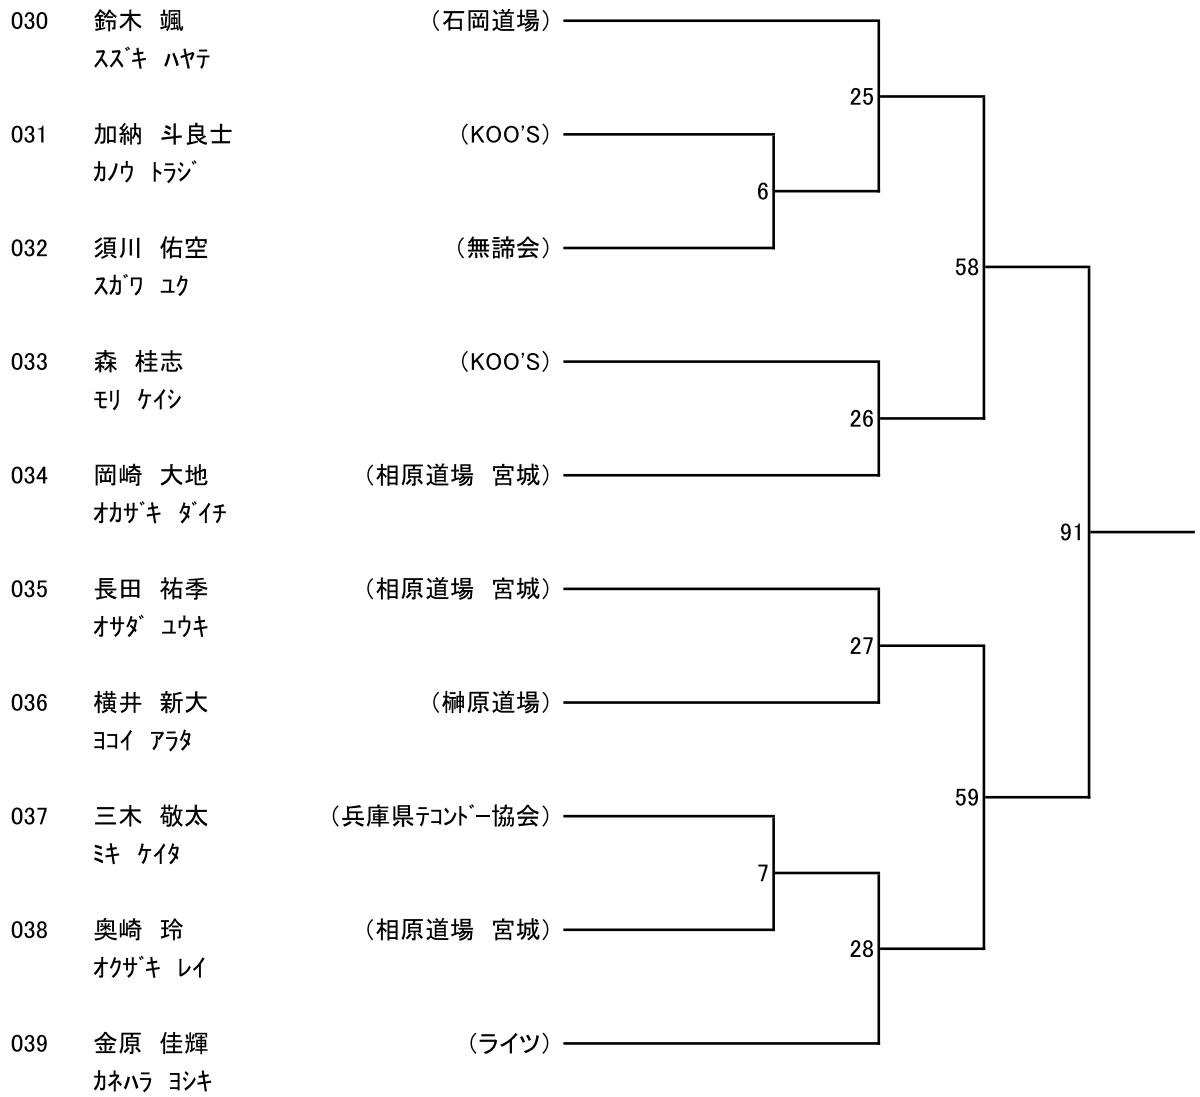 030 鈴木 颯 （石岡道場）
ｽｽﾞｷ ﾊﾔﾃ
25
031 加納 斗良士 （KOO'S）
ｶﾉｳ ﾄﾗｼﾞ
6
032 須川 佑空 （無諦会）
ｽｶﾞﾜ ﾕｸ
58
033 森 桂志 （KOO'S）
ﾓﾘ ｹｲｼ
26
034 岡崎 大地 （相原道場 宮城）
ｵｶｻﾞｷ ﾀﾞｲﾁ
91
035 長田 祐季 （相原道場 宮城）
ｵｻﾀﾞ ﾕｳｷ
27
036 横井 新大 （榊原道場）
ﾖｺｲ ｱﾗﾀ
59
037 三木 敬太 （兵庫県ﾃｺﾝﾄﾞｰ協会）
ﾐｷ ｹｲﾀ
7
038 奥崎 玲 （相原道場 宮城）
ｵｸｻﾞｷ ﾚｲ
28
039 金原 佳輝 （ライツ）
ｶﾈﾊﾗ ﾖｼｷ